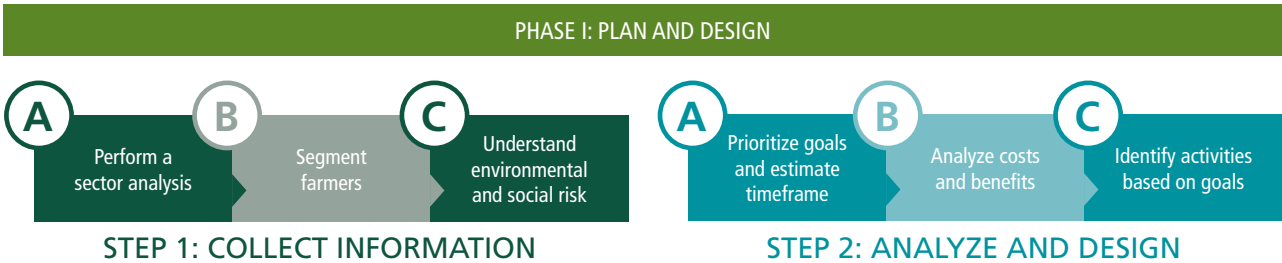 PHASE I: PLAN AND DESIGN
A
Perform a
sector analysis
B
Segment
farmers
C
Understand
environmental
and social risk
STEP 1: COLLECT INFORMATION
A
Prioritize goals
and estimate
timeframe
B
Analyze costs
and benefits
C
Identify activities
based on goals
STEP 2: ANALYZE AND DESIGN